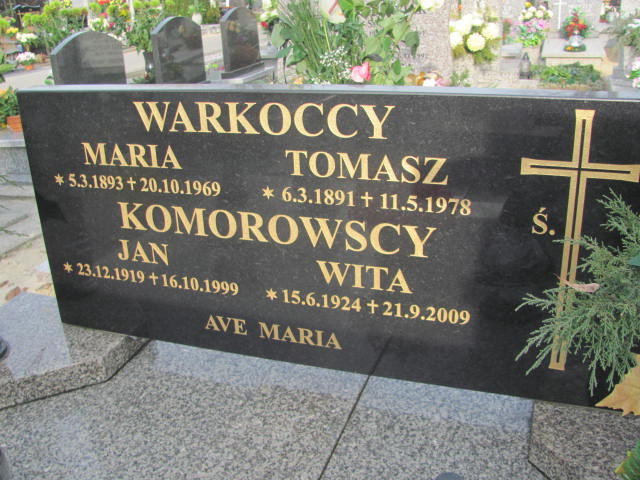 WARKOCCY
MARIA TOMASZ
* 5.3.1893 + 20.10.1969 * 6.3.1891 + 11.5.1978
KOMOROWSCY
JAN WITA
* 23.12.1919 + 16.10.1999 * 15.6.1924 + 21.9.2009
AVE MARIA
Ś.